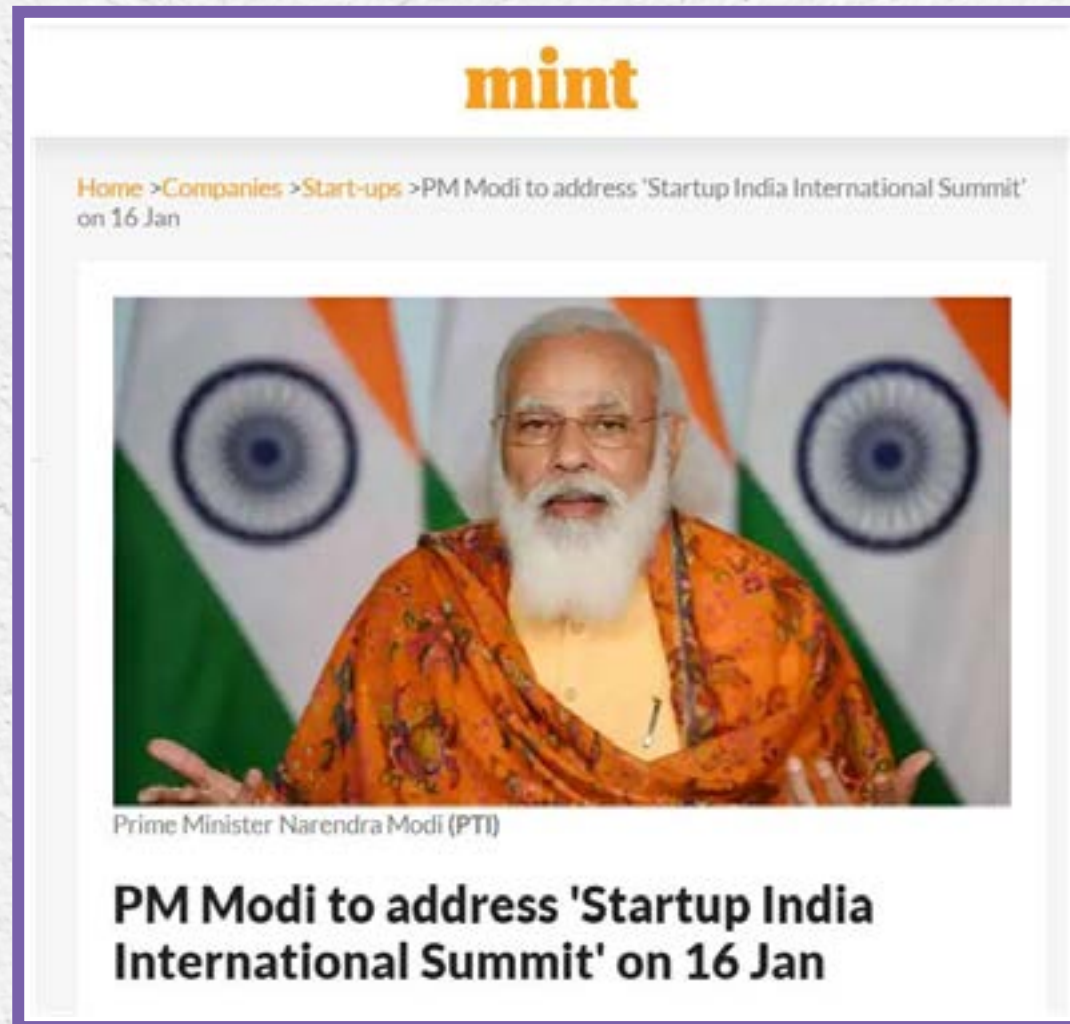 mint
Home >Companies >Start-ups >PM Modi to address 'Startup India International Summit'
on 16 Jan
Prime Minister Narendra Modi (PTI)
PM Modi to address 'Startup India
International Summit' on 16 Jan